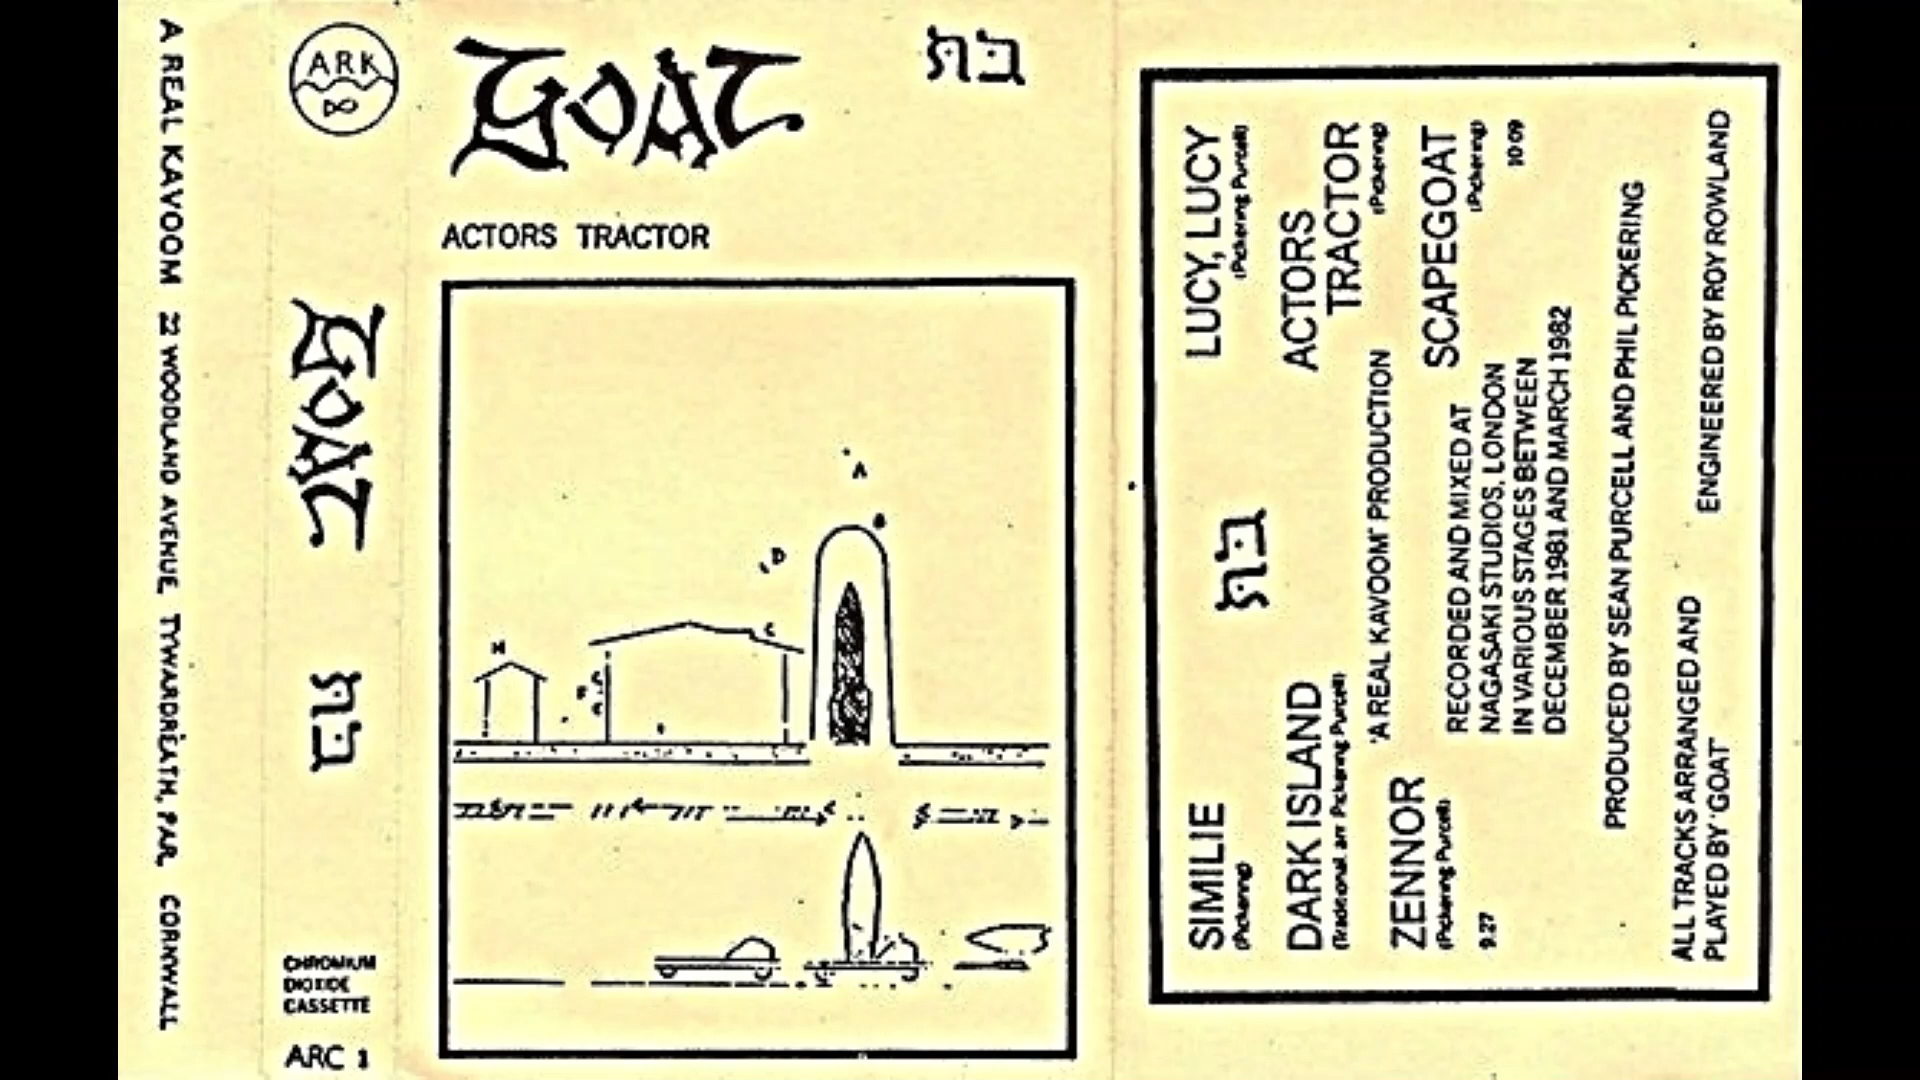 A REAL KAVOOM 22 WOODLAND AVENUE TYWARDREATH, PAR, CORNWALL
ARK
GOAT
בת
CHROMIUM
DIOXIDE
CASSETTE
ARC 1
GOAT
בת
ACTORS TRACTOR
A
B
D
C
H
SIMILIE
(Pickering)
DARK ISLAND
(Traditional arr Pickering Purcell)
ZENNOR
(Pickering Purcell)
9:27
בת
LUCY, LUCY
(Pickering Purcell)
ACTORS
TRACTOR
(Pickering)
SCAPEGOAT
(Pickering)
10:09
'A REAL KAVOOM' PRODUCTION
RECORDED AND MIXED AT
NAGASAKI STUDIOS, LONDON
IN VARIOUS STAGES BETWEEN
DECEMBER 1981 AND MARCH 1982
PRODUCED BY SEAN PURCELL AND PHIL PICKERING
ALL TRACKS ARRANGED AND
PLAYED BY 'GOAT'
ENGINEERED BY ROY ROWLAND